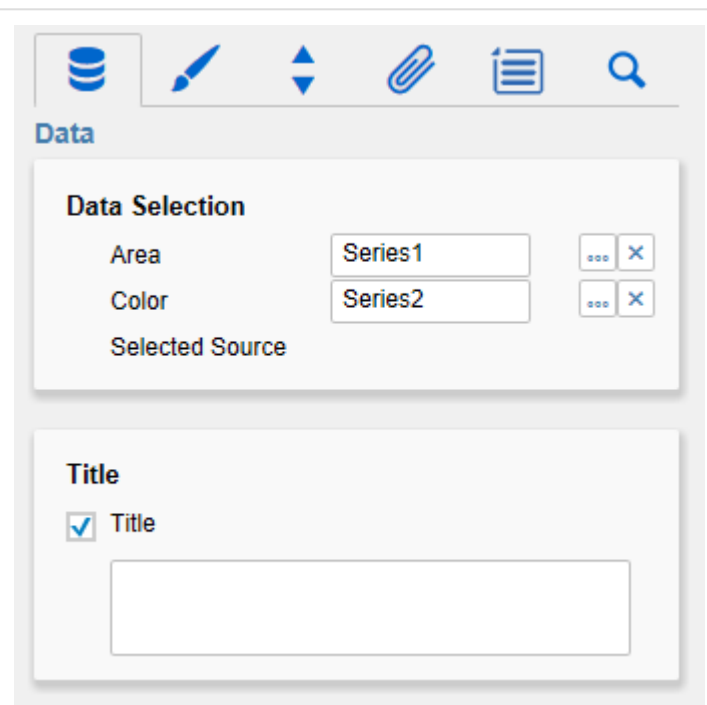 Data
Data Selection
Area Series1
Color Series2
Selected Source
Title
Title